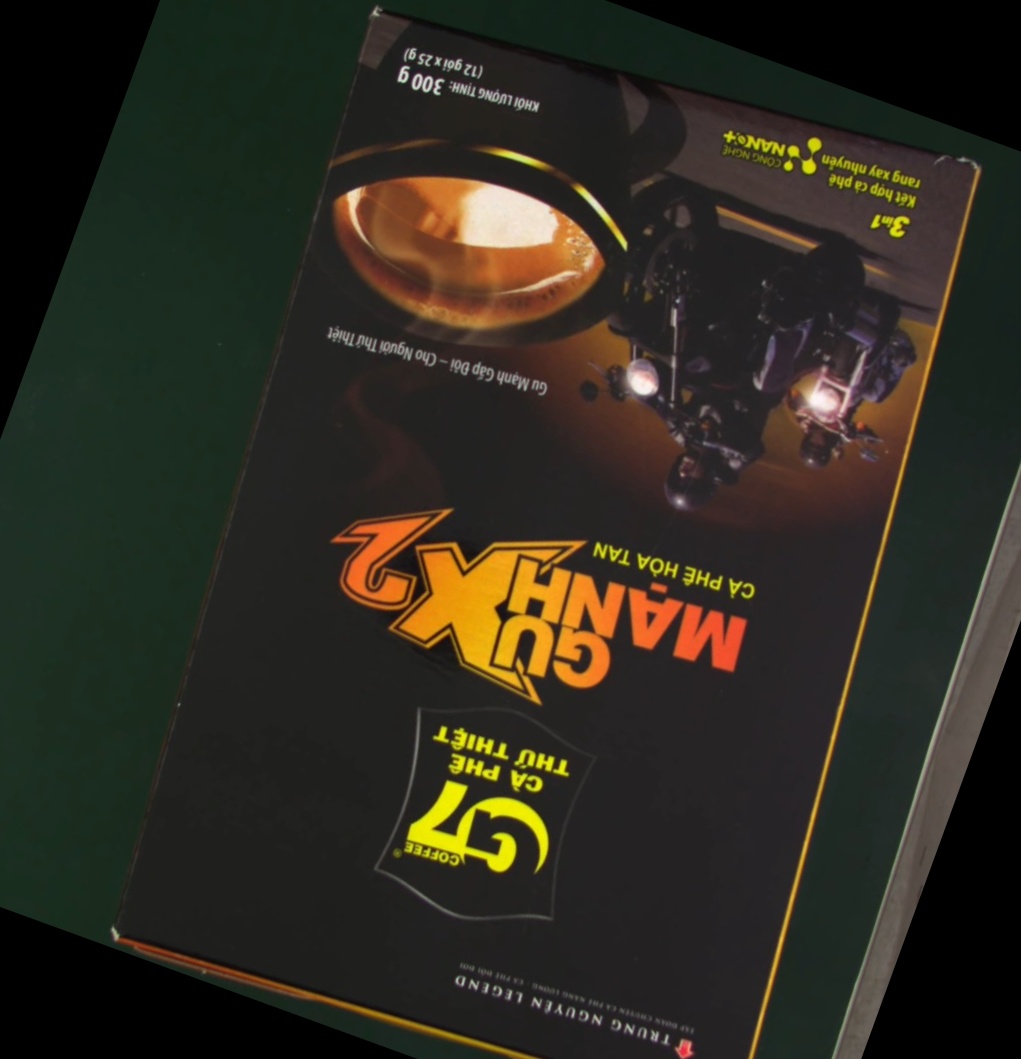 TRUNG NGUYÊN LEGEND
COFFEE
G7
®
CÀ PHÊ
THỨ THIỆT
GU
MẠNH
X2
CÀ PHÊ HÒA TAN
Gu Mạnh Gấp Đôi – Cho Người Thứ Thiệt
3in1
Kết hợp cà phê
rang xay nhuyễn
CÔNG NGHỆ
NANO+
KHỐI LƯỢNG TỊNH: 300 g
(12 gói x 25 g)